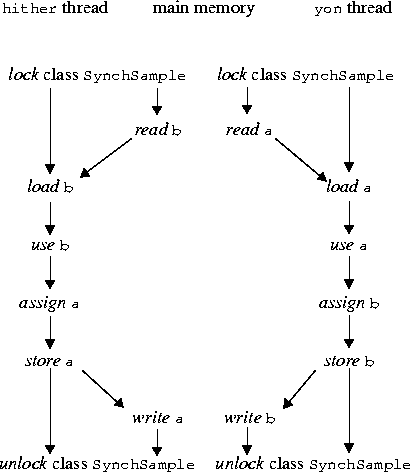 hither thread main memory yon thread
lock class SynchSample lock class SynchSample
read b read a
load b load a
use b use a
assign a assign b
store a store b
write a write b
unlock class SynchSample unlock class SynchSample